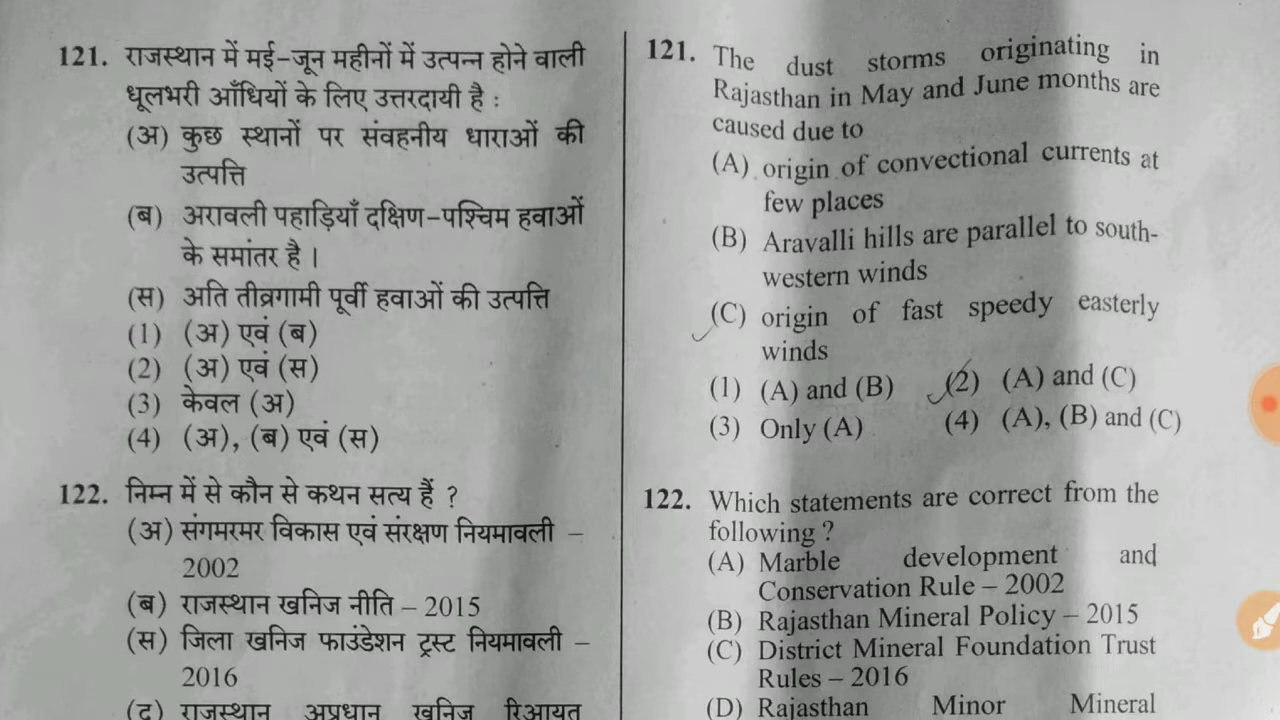 121. राजस्थान में मई-जून महीनों में उत्पन्न होने वाली
धूलभरी आँधियों के लिए उत्तरदायी है :
(अ) कुछ स्थानों पर संवहनीय धाराओं की
उत्पत्ति
(ब) अरावली पहाड़ियाँ दक्षिण-पश्चिम हवाओं
के समांतर है ।
(स) अति तीव्रगामी पूर्वी हवाओं की उत्पत्ति
(1) (अ) एवं (ब)
(2) (अ) एवं (स)
(3) केवल (अ)
(4) (अ), (ब) एवं (स)
122. निम्न में से कौन से कथन सत्य हैं ?
(अ) संगमरमर विकास एवं संरक्षण नियमावली –
2002
(ब) राजस्थान खनिज नीति – 2015
(स) जिला खनिज फाउंडेशन ट्रस्ट नियमावली –
2016
(द) राजस्थान अप्रधान खनिज रिआयत
121. The dust storms originating in
Rajasthan in May and June months are
caused due to
(A) origin of convectional currents at
few places
(B) Aravalli hills are parallel to south-
western winds
(C) origin of fast speedy easterly
winds
(1) (A) and (B) (2) (A) and (C)
(3) Only (A) (4) (A), (B) and (C)
122. Which statements are correct from the
following ?
(A) Marble development and
Conservation Rule – 2002
(B) Rajasthan Mineral Policy – 2015
(C) District Mineral Foundation Trust
Rules – 2016
(D) Rajasthan Minor Mineral